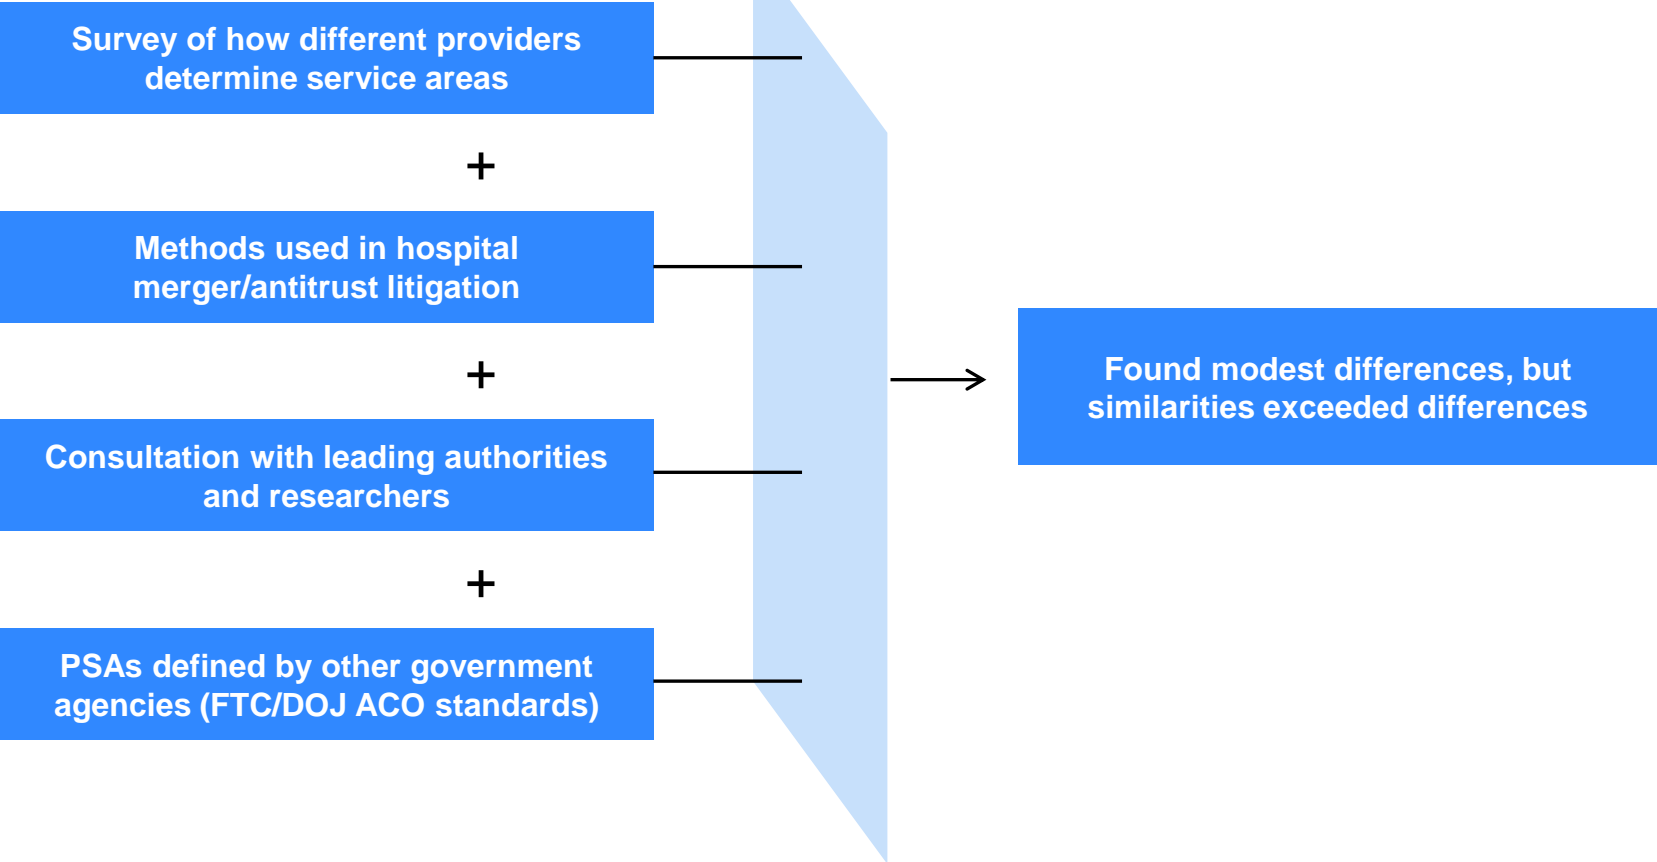 Survey of how different providers
determine service areas
+
Methods used in hospital
merger/antitrust litigation
+
Consultation with leading authorities
and researchers
+
PSAs defined by other government
agencies (FTC/DOJ ACO standards)
Found modest differences, but
similarities exceeded differences